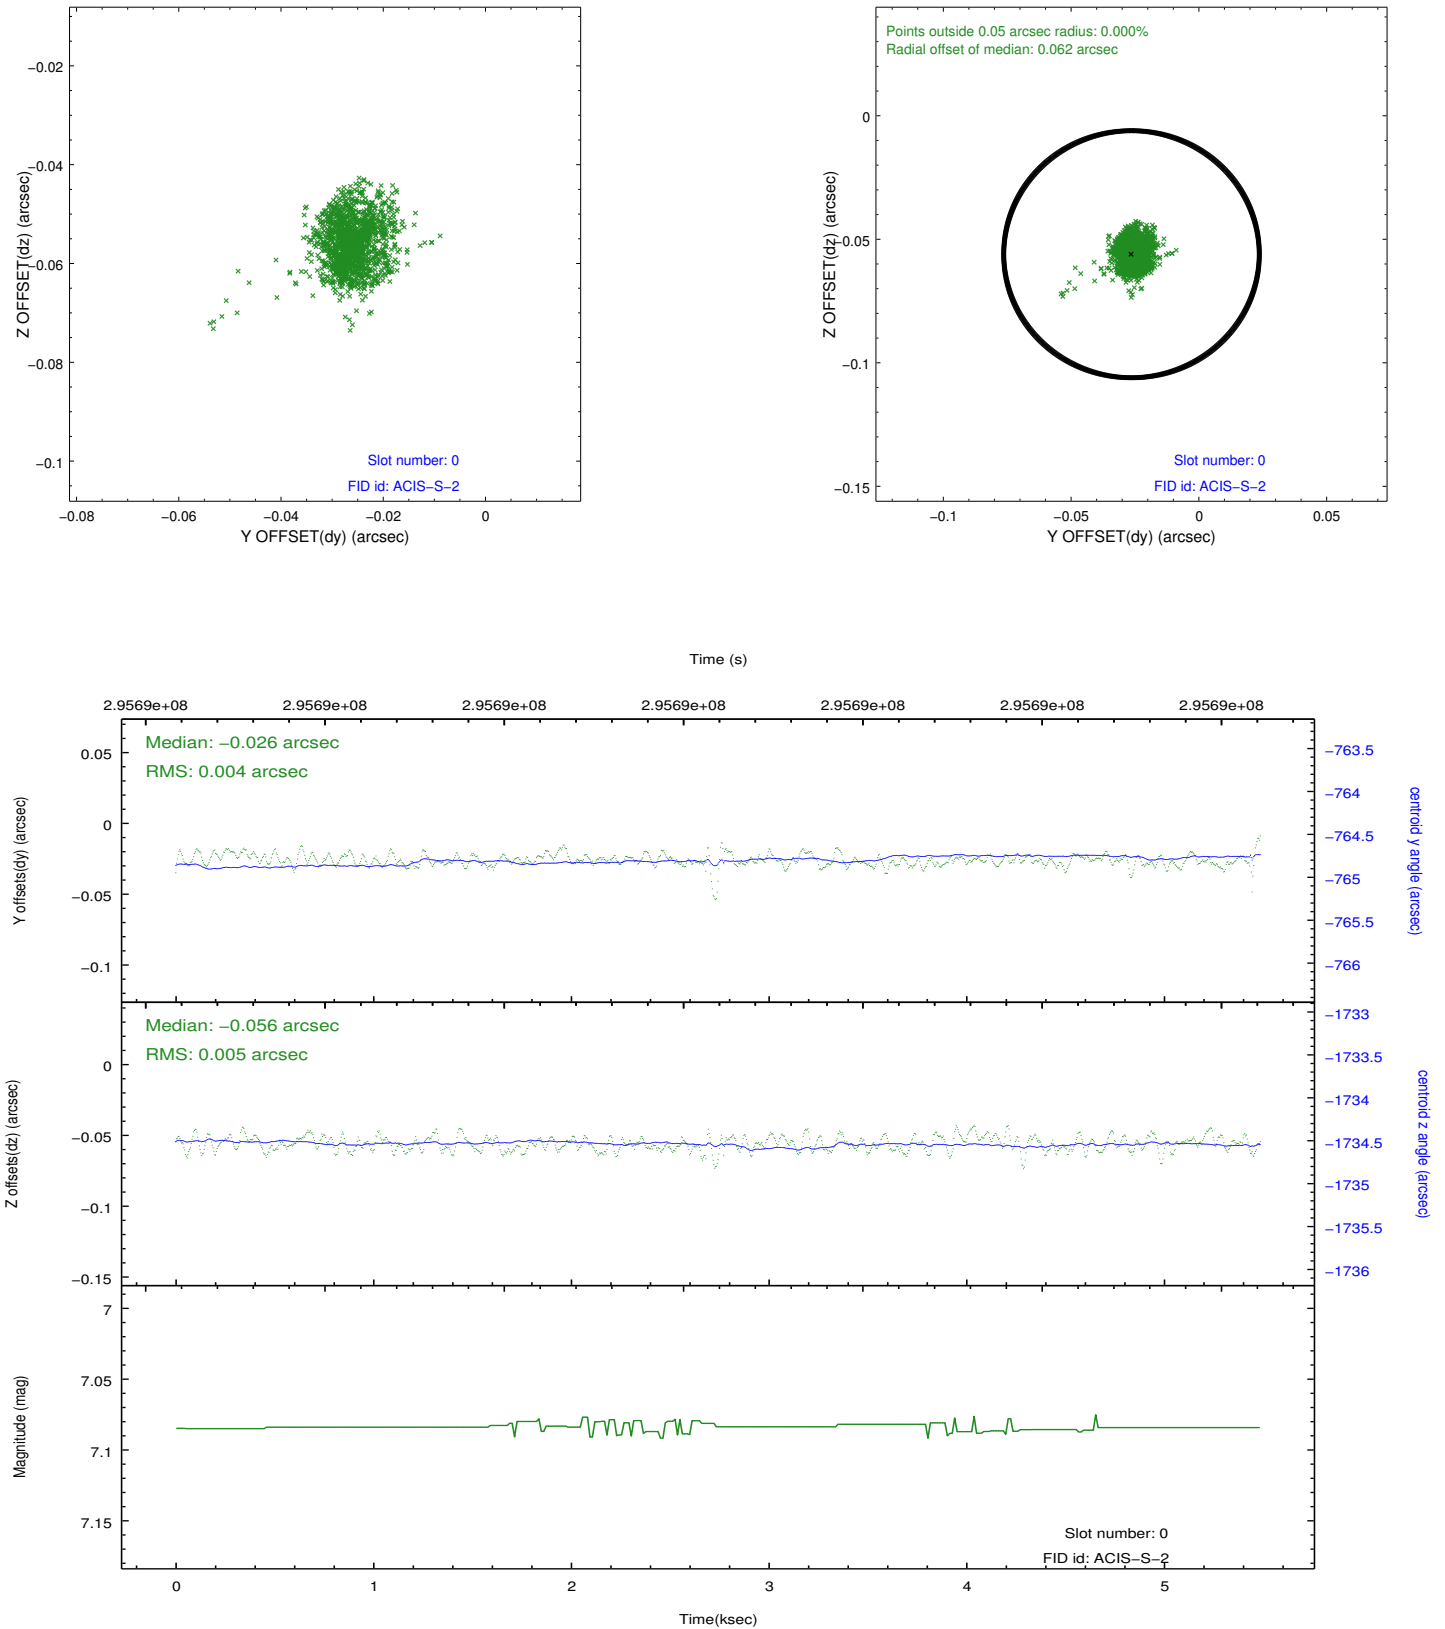 −0.02
−0.04
−0.06
−0.08
−0.1
Z OFFSET(dz) (arcsec)
Slot number: 0
FID id: ACIS−S−2
−0.08 −0.06 −0.04 −0.02 0
Y OFFSET(dy) (arcsec)
Points outside 0.05 arcsec radius: 0.000%
Radial offset of median: 0.062 arcsec
0
−0.05
−0.1
−0.15
Z OFFSET(dz) (arcsec)
Slot number: 0
FID id: ACIS−S−2
−0.1 −0.05 0 0.05
Y OFFSET(dy) (arcsec)
Time (s)
2.9569e+08 2.9569e+08 2.9569e+08 2.9569e+08 2.9569e+08 2.9569e+08 2.9569e+08
Median: −0.026 arcsec
RMS: 0.004 arcsec
0.05
0
−0.05
−0.1
Y offsets(dy) (arcsec)
−763.5
−764
−764.5
−765
−765.5
−766
centroid y angle (arcsec)
Median: −0.056 arcsec
RMS: 0.005 arcsec
0
−0.05
−0.1
−0.15
Z offsets(dz) (arcsec)
−1733
−1733.5
−1734
−1734.5
−1735
−1735.5
−1736
centroid z angle (arcsec)
7
7.05
7.1
7.15
Magnitude (mag)
Slot number: 0
FID id: ACIS−S−2
0 1 2 3 4 5
Time(ksec)